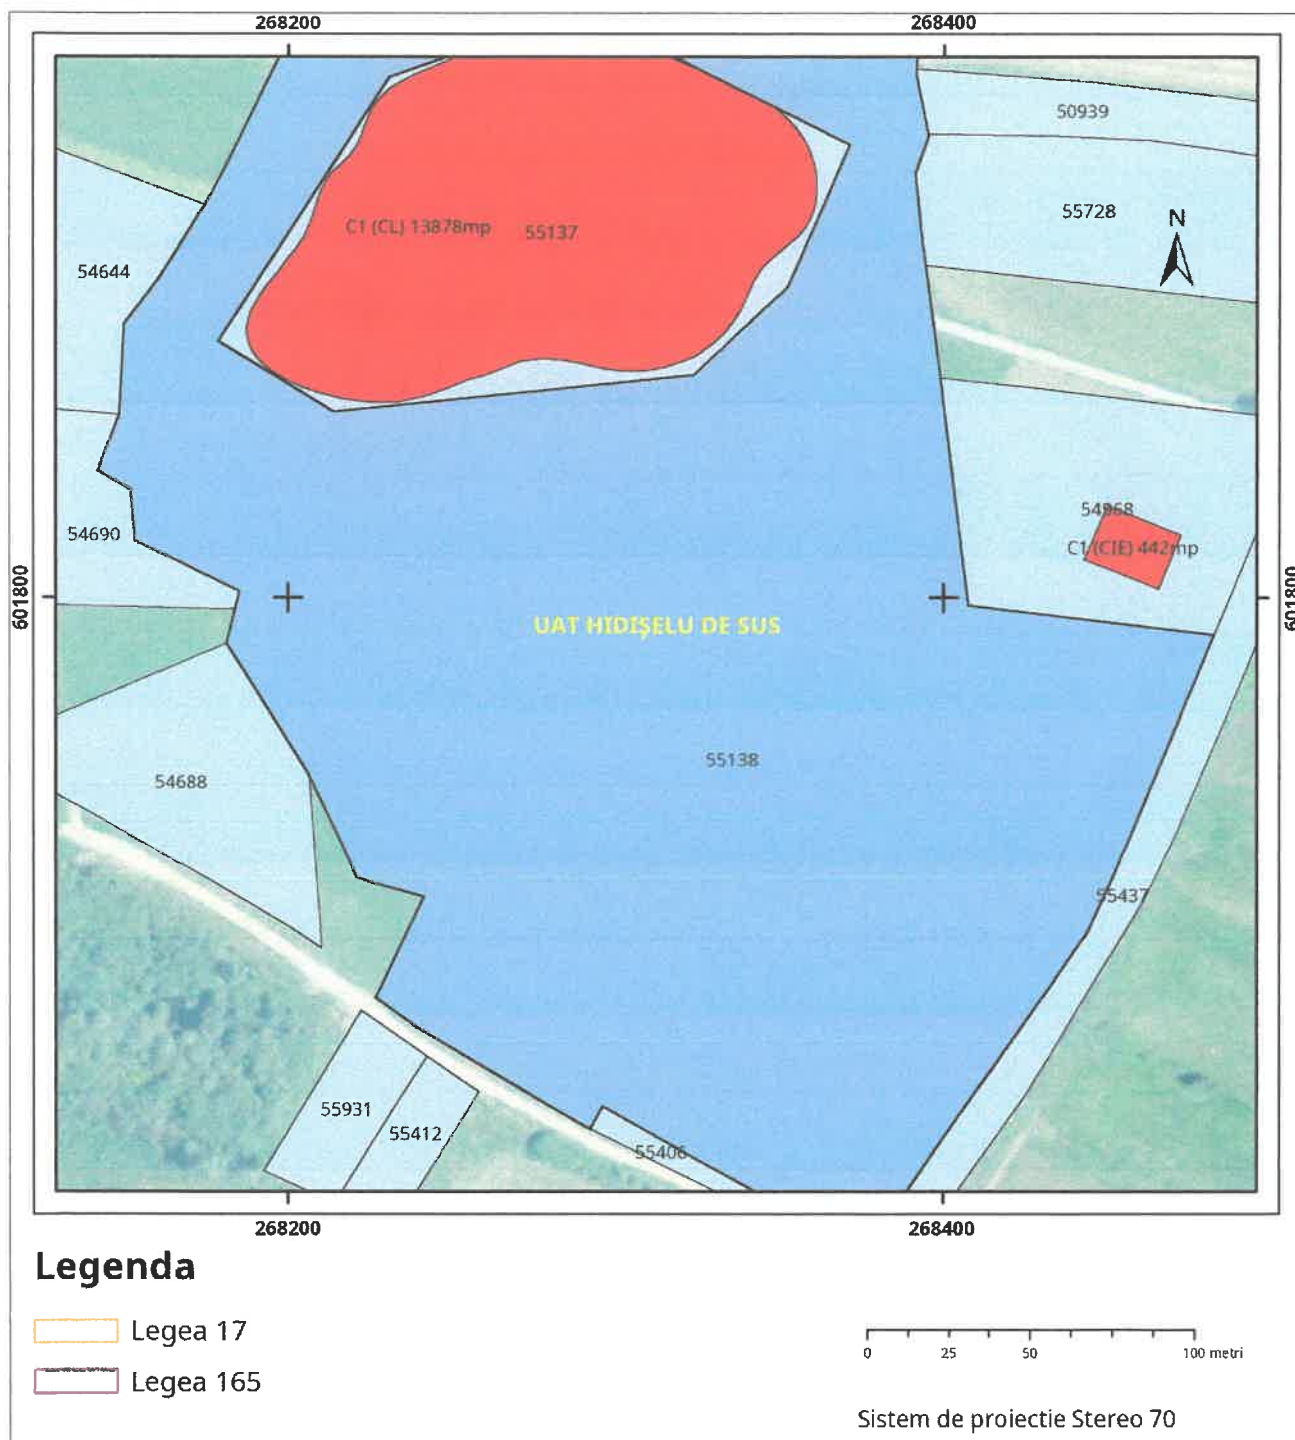 268200
268400
50939
55728
N
C1 (CL) 13878mp
55137
54644
54968
C1 (CIE) 442mp
54690
601800
601800
UAT HIDIȘELU DE SUS
55138
54688
55437
55931
55412
55406
268200
268400
Legenda
Legea 17
Legea 165
0 25 50 100 metri
Sistem de proiectie Stereo 70